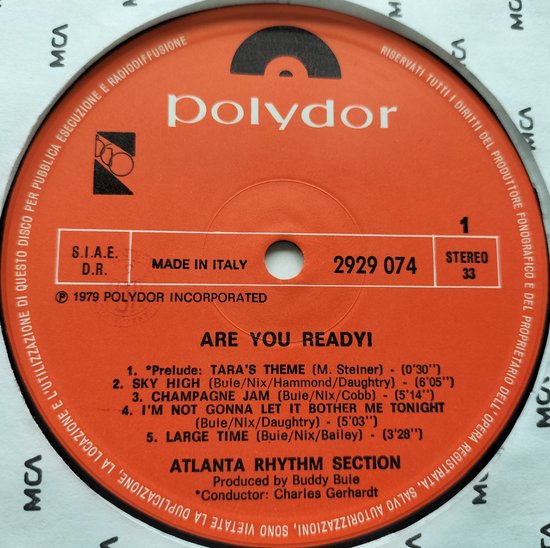 MCA
MCA
polydor
RISERVATI TUTTI I DIRITTI DEL PRODUTTORE FONOGRAFICO E DEL PROPRIETARIO DELL'OPERA REGISTRATA. SALVO AUTORIZZAZIONI, SONO VIETATE LA DUPLICAZIONE, LA LOCAZIONE E L'UTILIZZAZIONE DI QUESTO DISCO PER PUBBLICA ESECUZIONE E RADIODIFFUSIONE
S.I.A.E.
D.R.
MADE IN ITALY
2929 074
1
STEREO
33
℗ 1979 POLYDOR INCORPORATED
ARE YOU READY!
1. *Prelude: TARA'S THEME (M. Steiner) - (0'30")
2. SKY HIGH (Buie/Nix/Hammond/Daughtry) - (6'05")
3. CHAMPAGNE JAM (Buie/Nix/Cobb) - (5'14")
4. I'M NOT GONNA LET IT BOTHER ME TONIGHT
(Buie/Nix/Daughtry) - (5'03")
5. LARGE TIME (Buie/Nix/Bailey) - (3'28")
ATLANTA RHYTHM SECTION
Produced by Buddy Buie
*Conductor: Charles Gerhardt
MCA
MCA
MCA